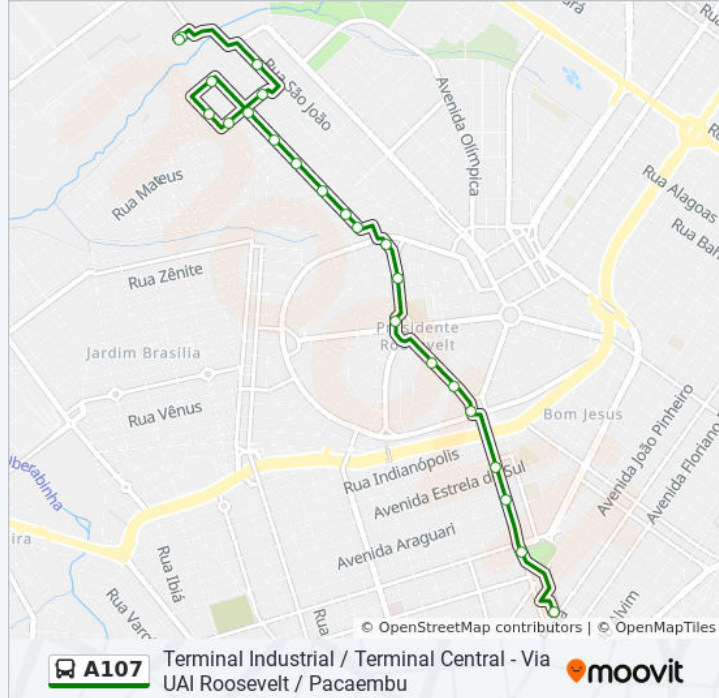 Rua São João
Avenida Olímpica
Rua Alagoas
Rua Mateus
Rua Zênite
Presidente
Roosevelt
Jardim Brasília
Rua Vênus
Bom Jesus
Avenida João Pinheiro
Avenida Floriano
Rua Indianópolis
Avenida Estrela do Sul
Avenida Araguari
Uberabinha
eira
Rua Ibiá
Rua
© OpenStreetMap contributors | © OpenMapTiles
A107
Terminal Industrial / Terminal Central - Via
UAI Roosevelt / Pacaembu
moovit